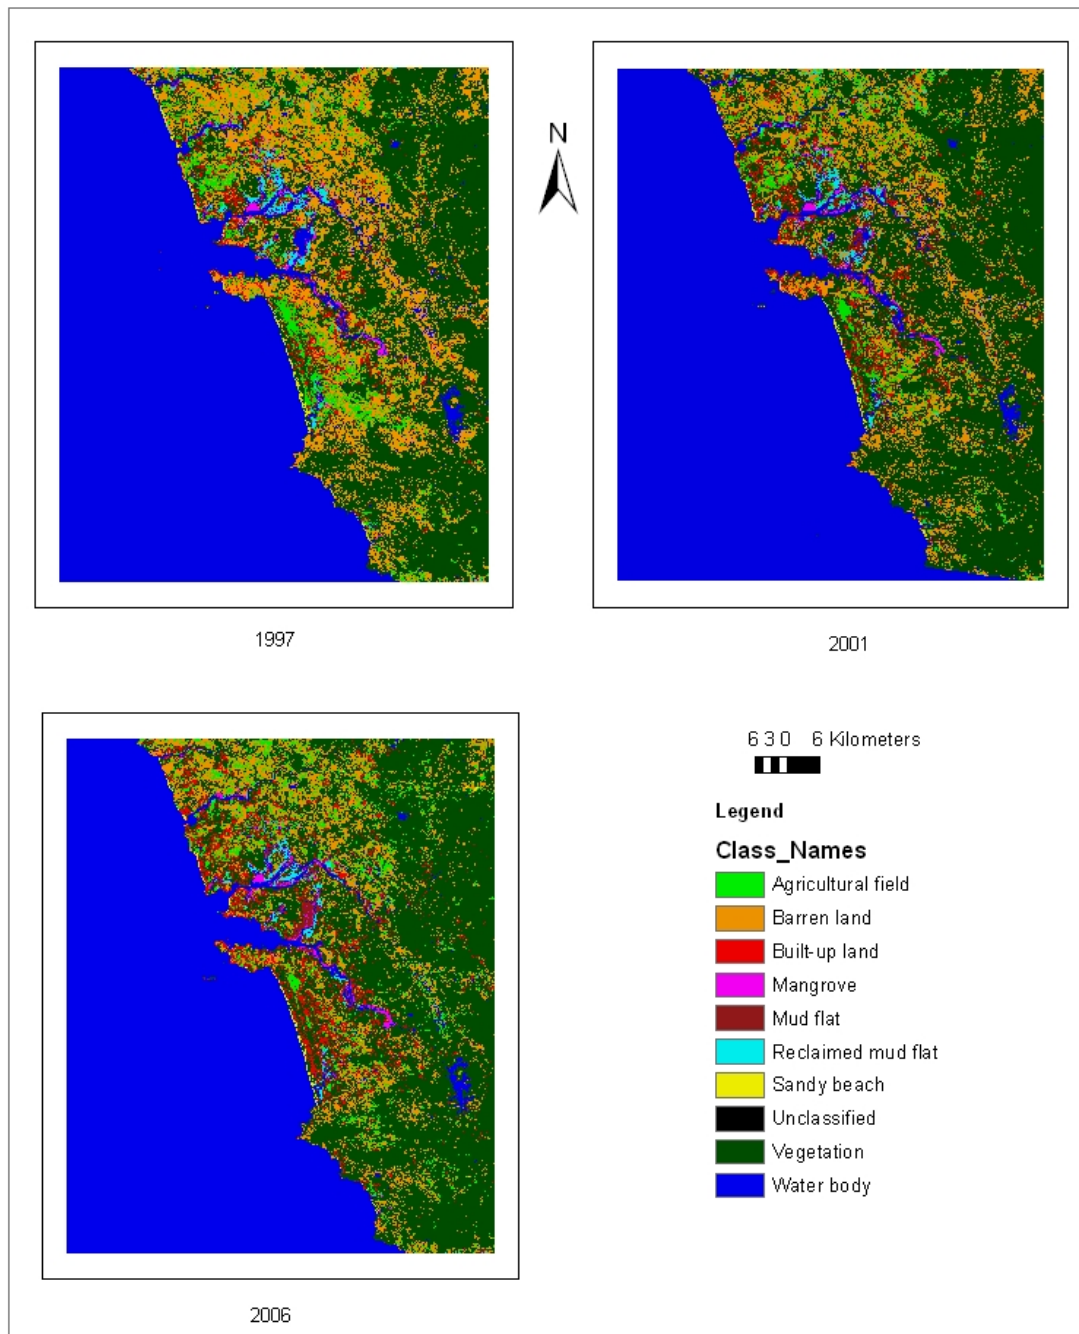 N
1997
2001
2006
6 3 0 6 Kilometers
Legend
Class_Names
Agricultural field
Barren land
Built-up land
Mangrove
Mud flat
Reclaimed mud flat
Sandy beach
Unclassified
Vegetation
Water body